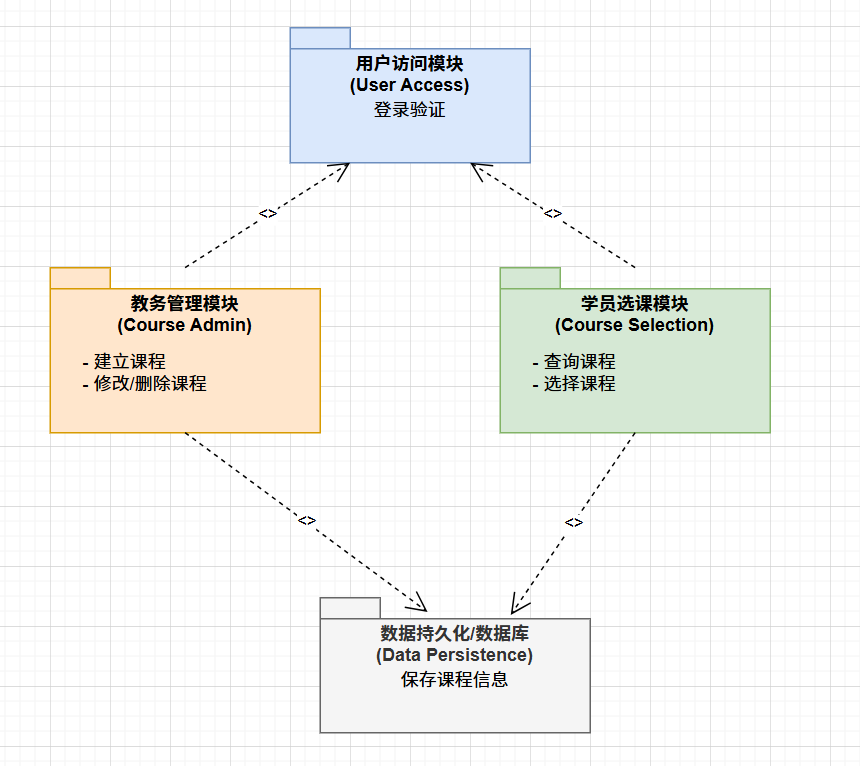 用户访问模块
(User Access)
登录验证
<>
<>
教务管理模块
(Course Admin)
- 建立课程
- 修改/删除课程
学员选课模块
(Course Selection)
- 查询课程
- 选择课程
<>
<>
数据持久化/数据库
(Data Persistence)
保存课程信息